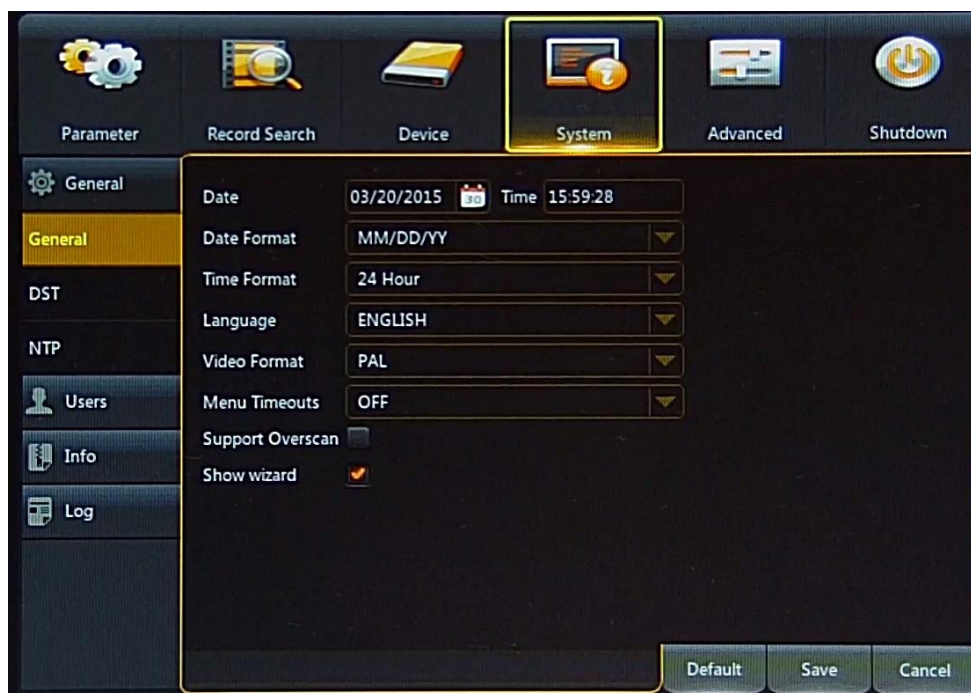 Parameter Record Search Device System Advanced Shutdown
General
General
DST
NTP
Users
Info
Log
Date 03/20/2015 30 Time 15:59:28
Date Format MM/DD/YY
Time Format 24 Hour
Language ENGLISH
Video Format PAL
Menu Timeouts OFF
Support Overscan
Show wizard
Default Save Cancel